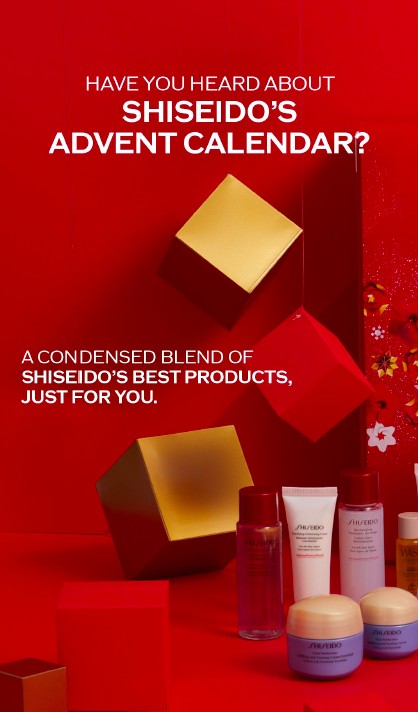 HAVE YOU HEARD ABOUT
SHISEIDO'S
ADVENT CALENDAR?
A CONDENSED BLEND OF
SHISEIDO'S BEST PRODUCTS,
JUST FOR YOU.
SHISEIDO
SHISEIDO
SHISEIDO
SHISEIDO